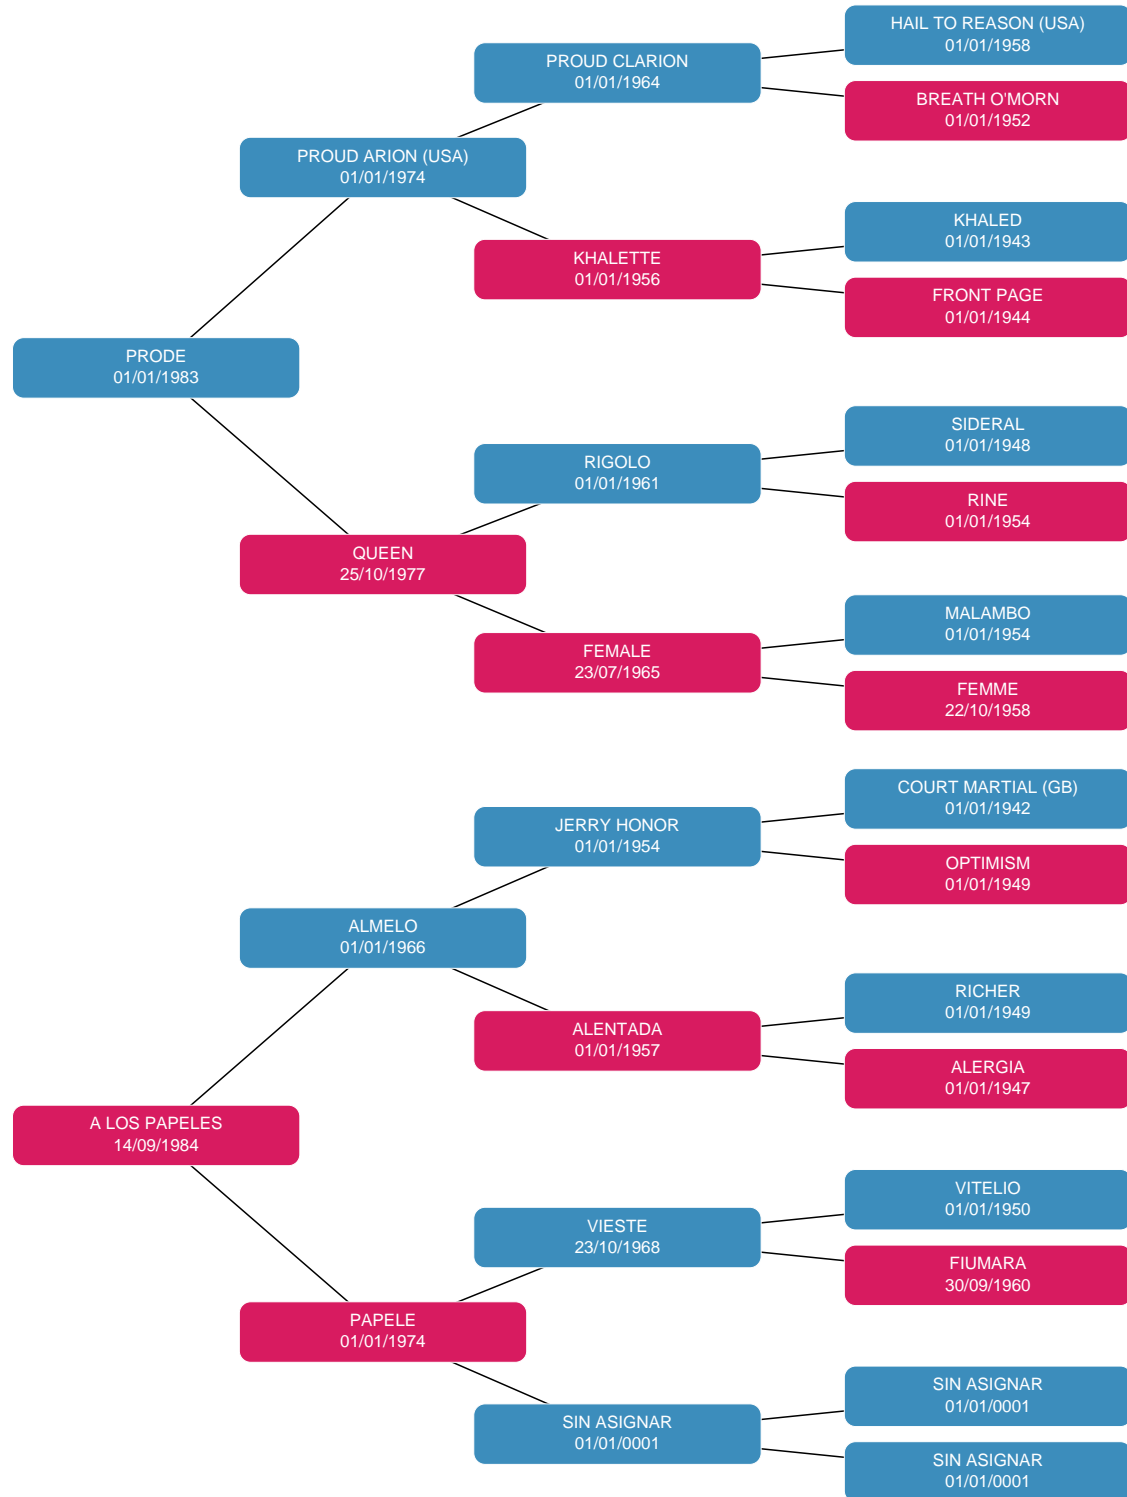 HAIL TO REASON (USA)
01/01/1958
PROUD CLARION
01/01/1964
BREATH O'MORN
01/01/1952
PROUD ARION (USA)
01/01/1974
KHALED
01/01/1943
KHALETTE
01/01/1956
FRONT PAGE
01/01/1944
PRODE
01/01/1983
SIDERAL
01/01/1948
RIGOLO
01/01/1961
RINE
01/01/1954
QUEEN
25/10/1977
MALAMBO
01/01/1954
FEMALE
23/07/1965
FEMME
22/10/1958
COURT MARTIAL (GB)
01/01/1942
JERRY HONOR
01/01/1954
OPTIMISM
01/01/1949
ALMELO
01/01/1966
RICHER
01/01/1949
ALENTADA
01/01/1957
ALERGIA
01/01/1947
A LOS PAPELES
14/09/1984
VITELIO
01/01/1950
VIESTE
23/10/1968
FIUMARA
30/09/1960
PAPELE
01/01/1974
SIN ASIGNAR
01/01/0001
SIN ASIGNAR
01/01/0001
SIN ASIGNAR
01/01/0001